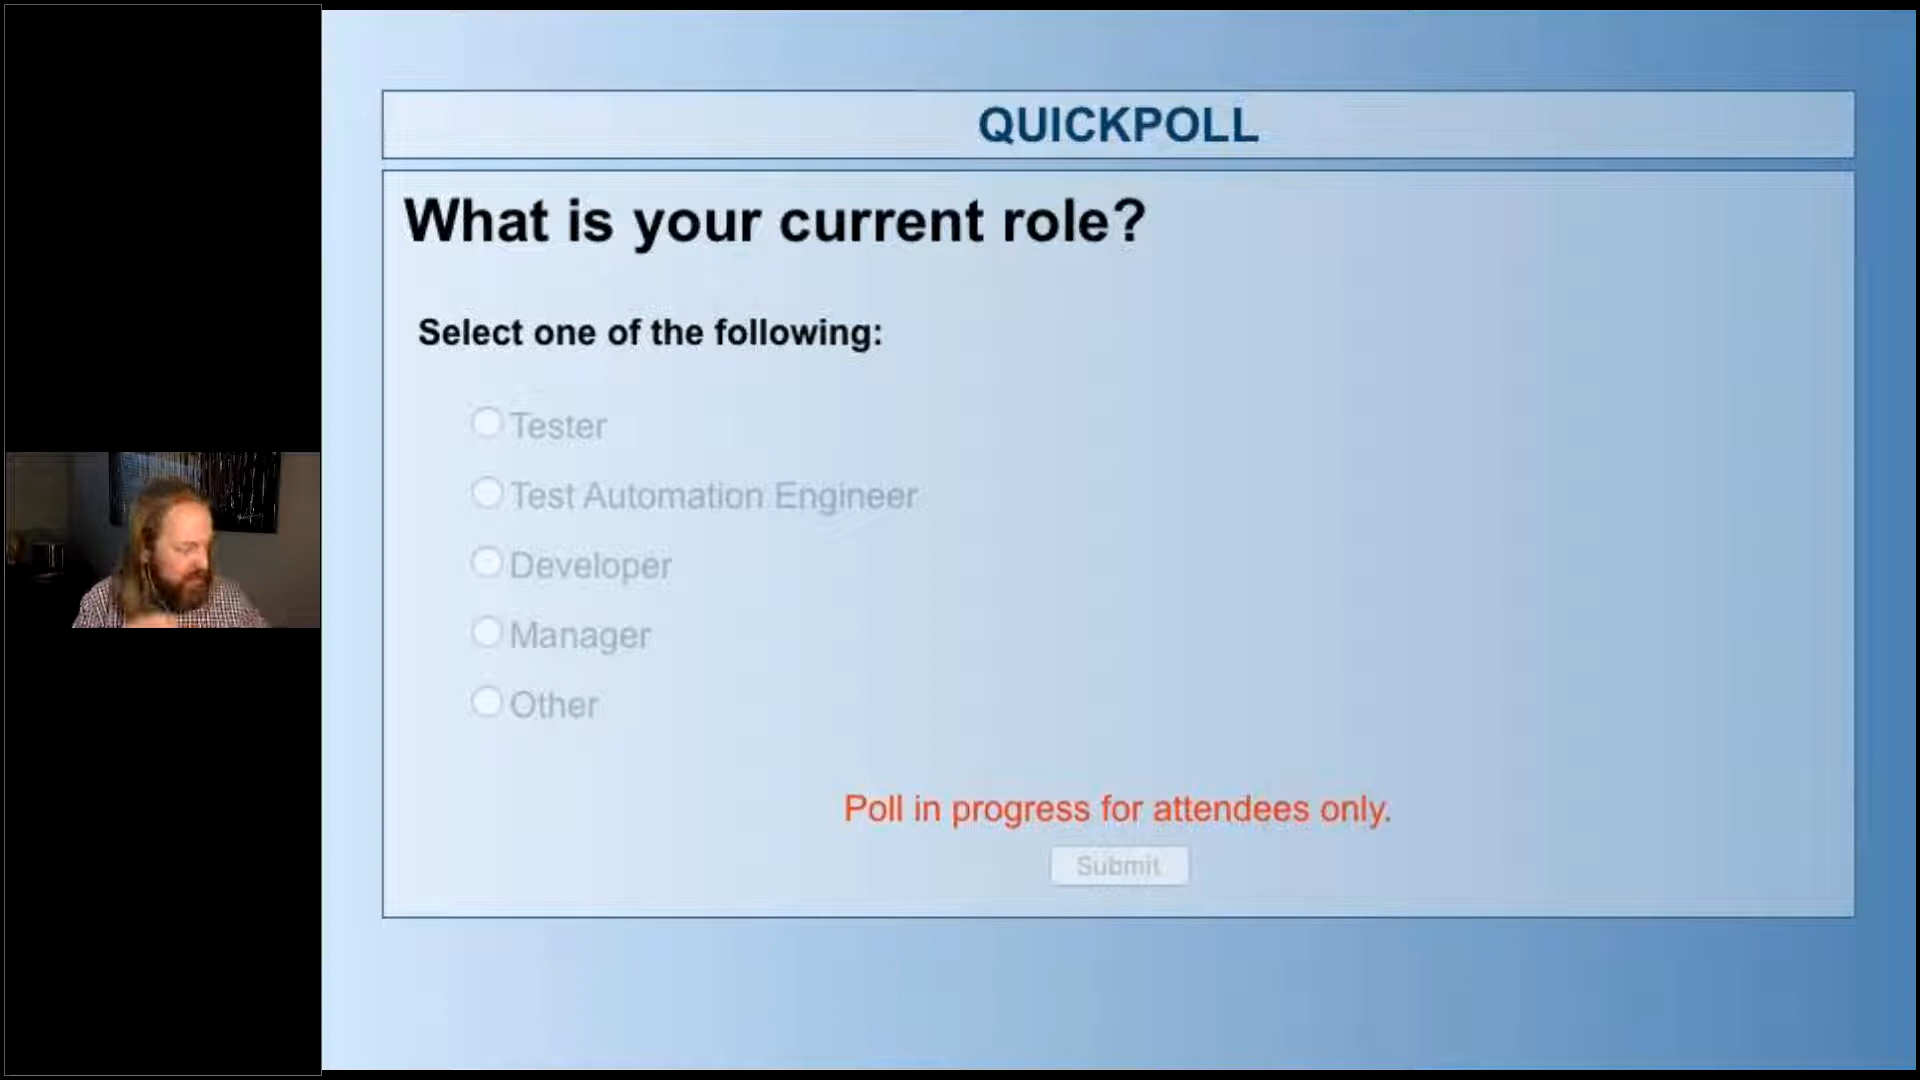 QUICKPOLL
What is your current role?
Select one of the following:
Tester
Test Automation Engineer
Developer
Manager
Other
Poll in progress for attendees only.
Submit